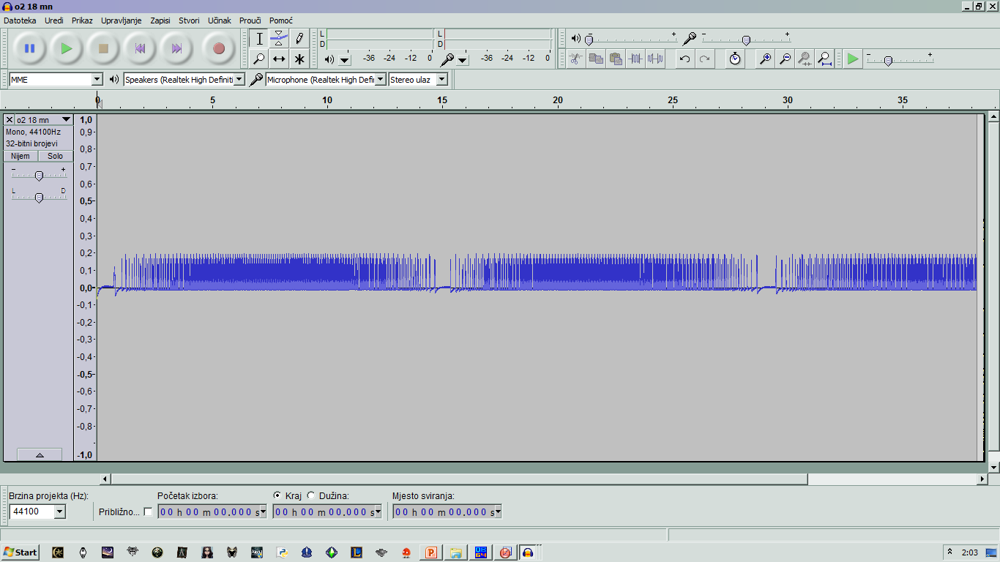 o2 18 mn
Datoteka Uredi Prikaz Upravljanje Zapisi Stvori Učinak Prouči Pomoć
L
D
-36 -24 -12 0
L
D
-36 -24 -12 0
- +
- +
- +
MME Speakers (Realtek High Definiti Microphone (Realtek High Defi Stereo ulaz
0 5 10 15 20 25 30 35
o2 18 mn
Mono, 44100Hz
32-bitni brojevi
Nijem Solo
- +
L D
1,0
0,9
0,8
0,7
0,6
0,5
0,4
0,3
0,2
0,1
0,0
-0,1
-0,2
-0,3
-0,4
-0,5
-0,6
-0,7
-0,8
-1,0
Brzina projekta (Hz): Početak izbora: Kraj Dužina: Mjesto sviranja:
44100 Približno... 00 h 00 m 00.000 s 00 h 00 m 00.000 s 00 h 00 m 00.000 s
Start 2:03